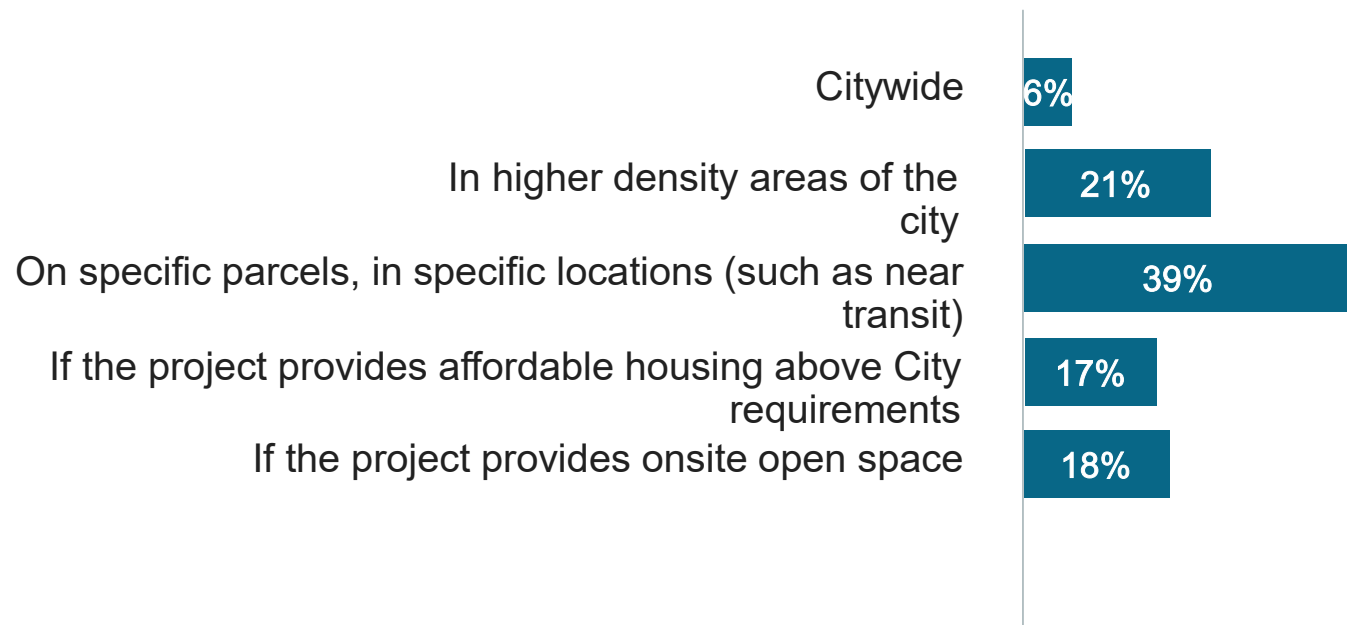 Citywide
6%
In higher density areas of the
city
21%
On specific parcels, in specific locations (such as near
transit)
39%
If the project provides affordable housing above City
requirements
17%
If the project provides onsite open space
18%